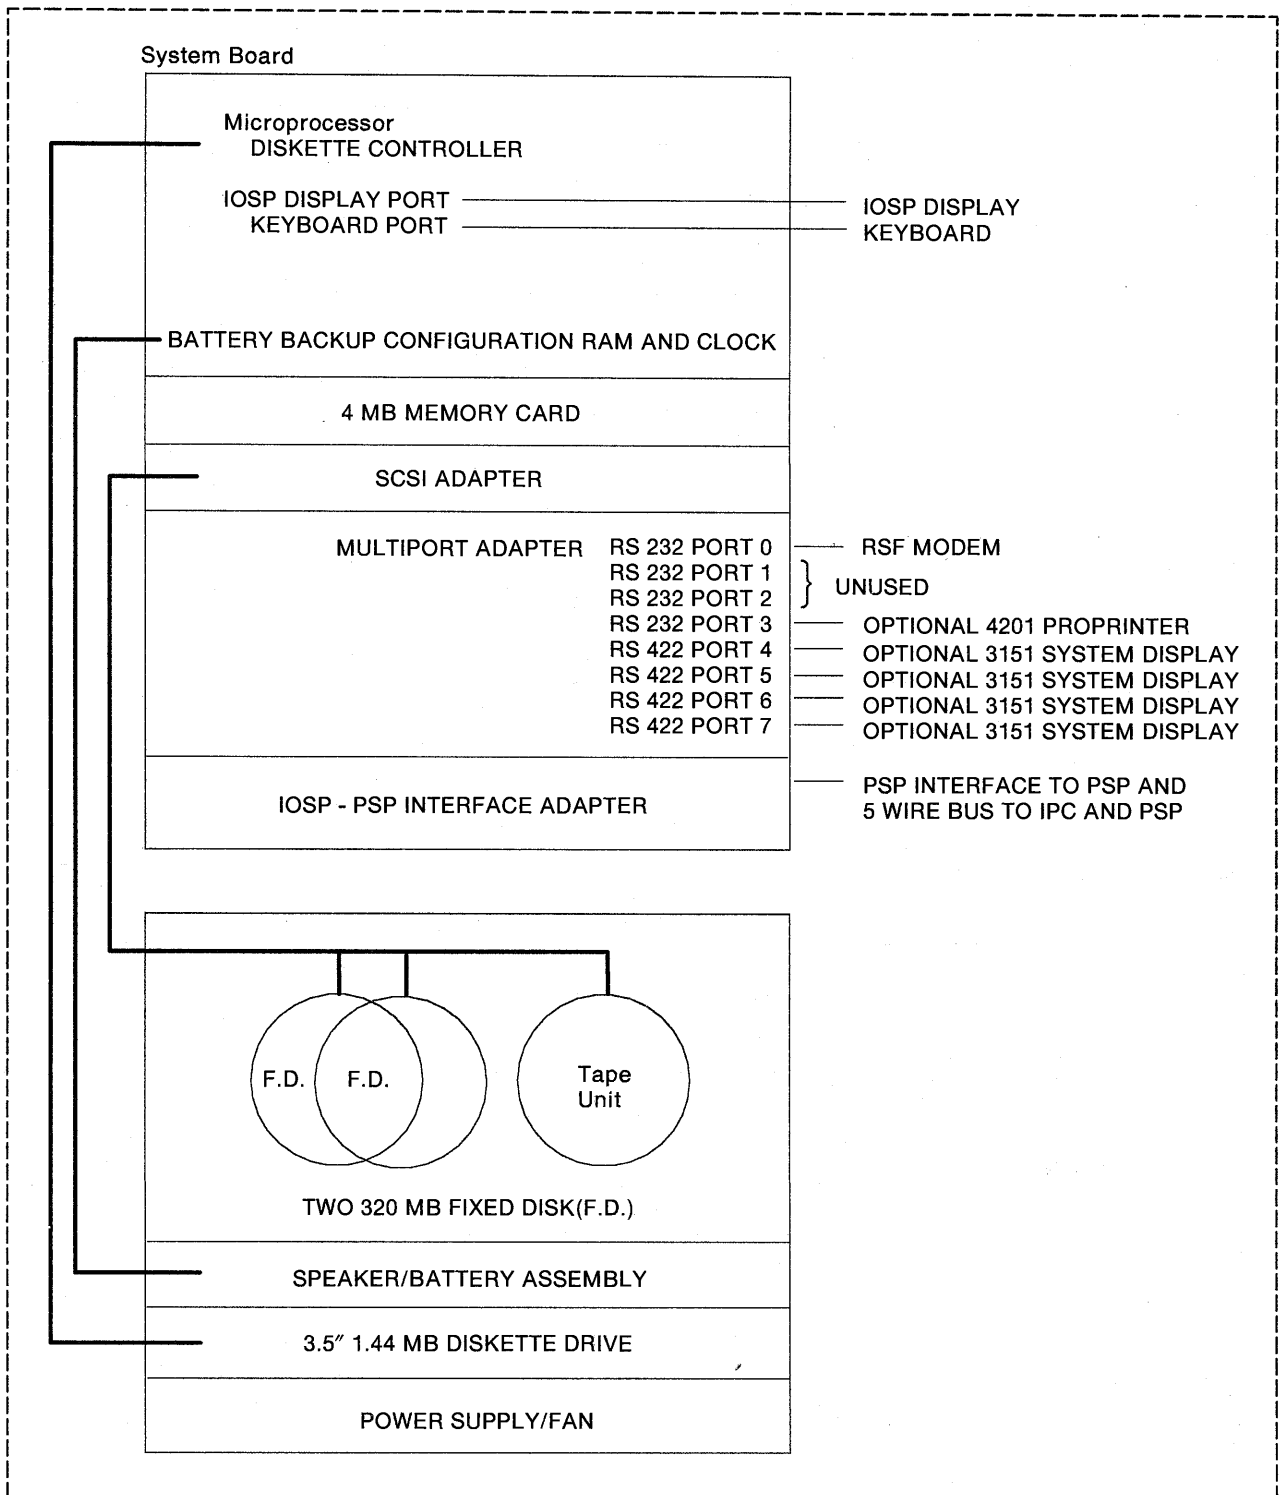 System Board
Microprocessor
DISKETTE CONTROLLER
IOSP DISPLAY PORT
IOSP DISPLAY
KEYBOARD PORT
KEYBOARD
BATTERY BACKUP CONFIGURATION RAM AND CLOCK
4 MB MEMORY CARD
SCSI ADAPTER
MULTIPORT ADAPTER RS 232 PORT 0
RSF MODEM
RS 232 PORT 1
RS 232 PORT 2
} UNUSED
RS 232 PORT 3
OPTIONAL 4201 PROPRINTER
RS 422 PORT 4
OPTIONAL 3151 SYSTEM DISPLAY
RS 422 PORT 5
OPTIONAL 3151 SYSTEM DISPLAY
RS 422 PORT 6
OPTIONAL 3151 SYSTEM DISPLAY
RS 422 PORT 7
OPTIONAL 3151 SYSTEM DISPLAY
IOSP - PSP INTERFACE ADAPTER
PSP INTERFACE TO PSP AND
5 WIRE BUS TO IPC AND PSP
F.D.
F.D.
Tape
Unit
TWO 320 MB FIXED DISK(F.D.)
SPEAKER/BATTERY ASSEMBLY
3.5″ 1.44 MB DISKETTE DRIVE
POWER SUPPLY/FAN